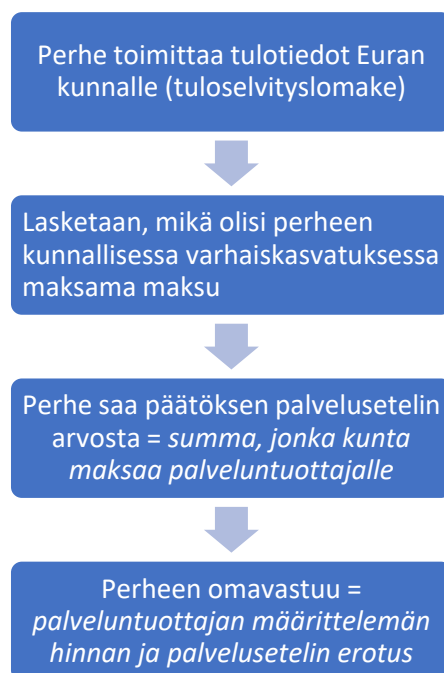 Perhe toimittaa tulotiedot Euran
kunnalle (tuloselvityslomake)
Lasketaan, mikä olisi perheen
kunnallisessa varhaiskasvatuksessa
maksama maksu
Perhe saa päätöksen palvelusetelin
arvosta = summa, jonka kunta
maksaa palveluntuottajalle
Perheen omavastuu =
palveluntuottajan määrittelemän
hinnan ja palvelusetelin erotus